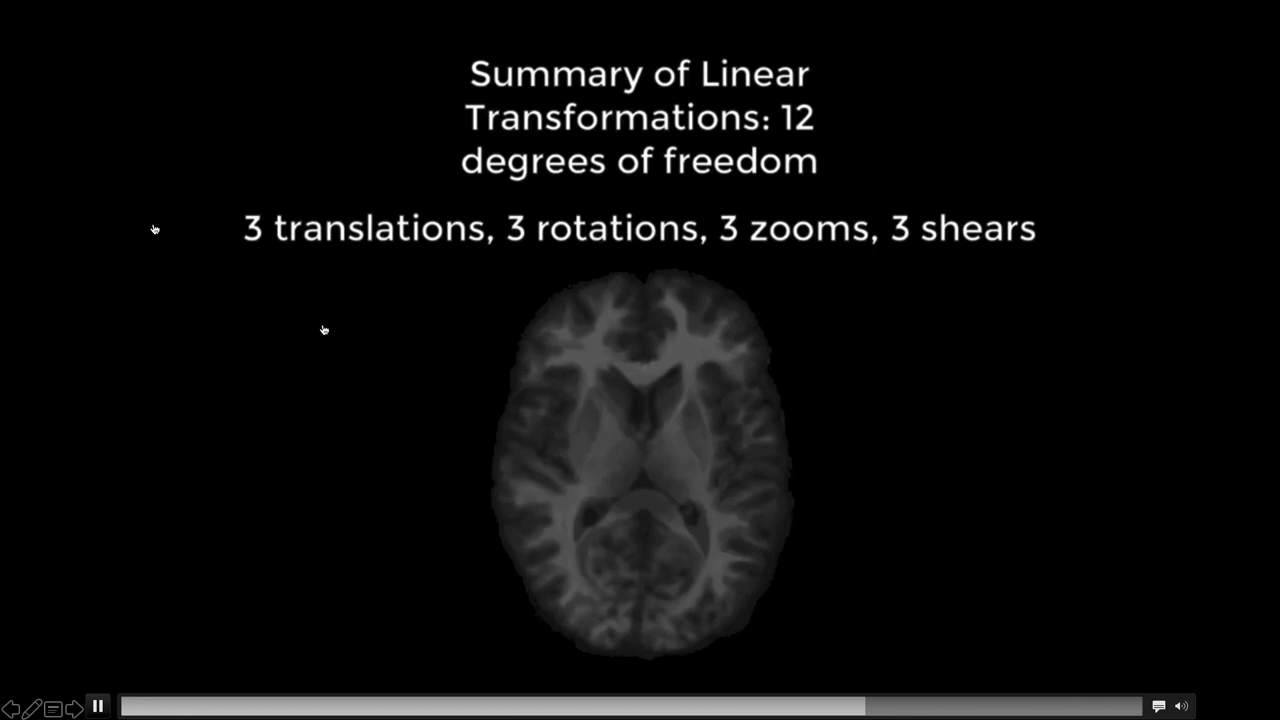 Summary of Linear
Transformations: 12
degrees of freedom
3 translations, 3 rotations, 3 zooms, 3 shears